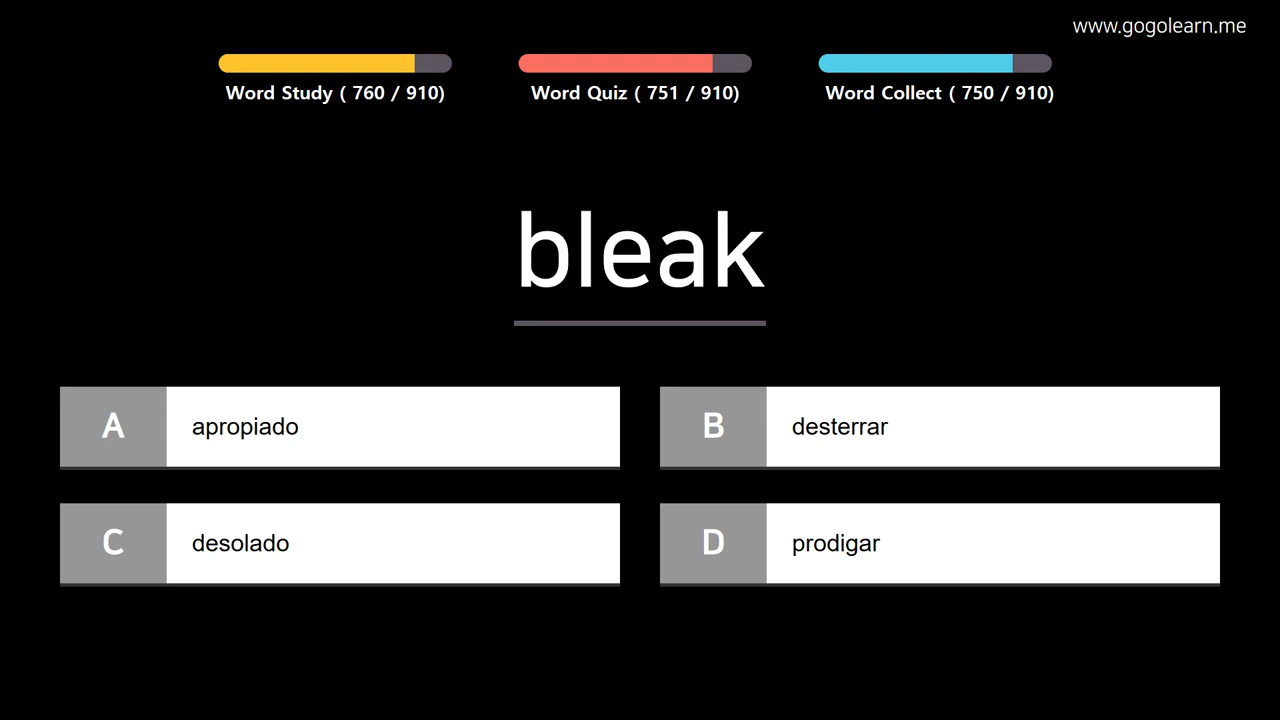 www.gogolearn.me
Word Study ( 760 / 910)
Word Quiz ( 751 / 910)
Word Collect ( 750 / 910)
bleak
A apropiado
B desterrar
C desolado
D prodigar